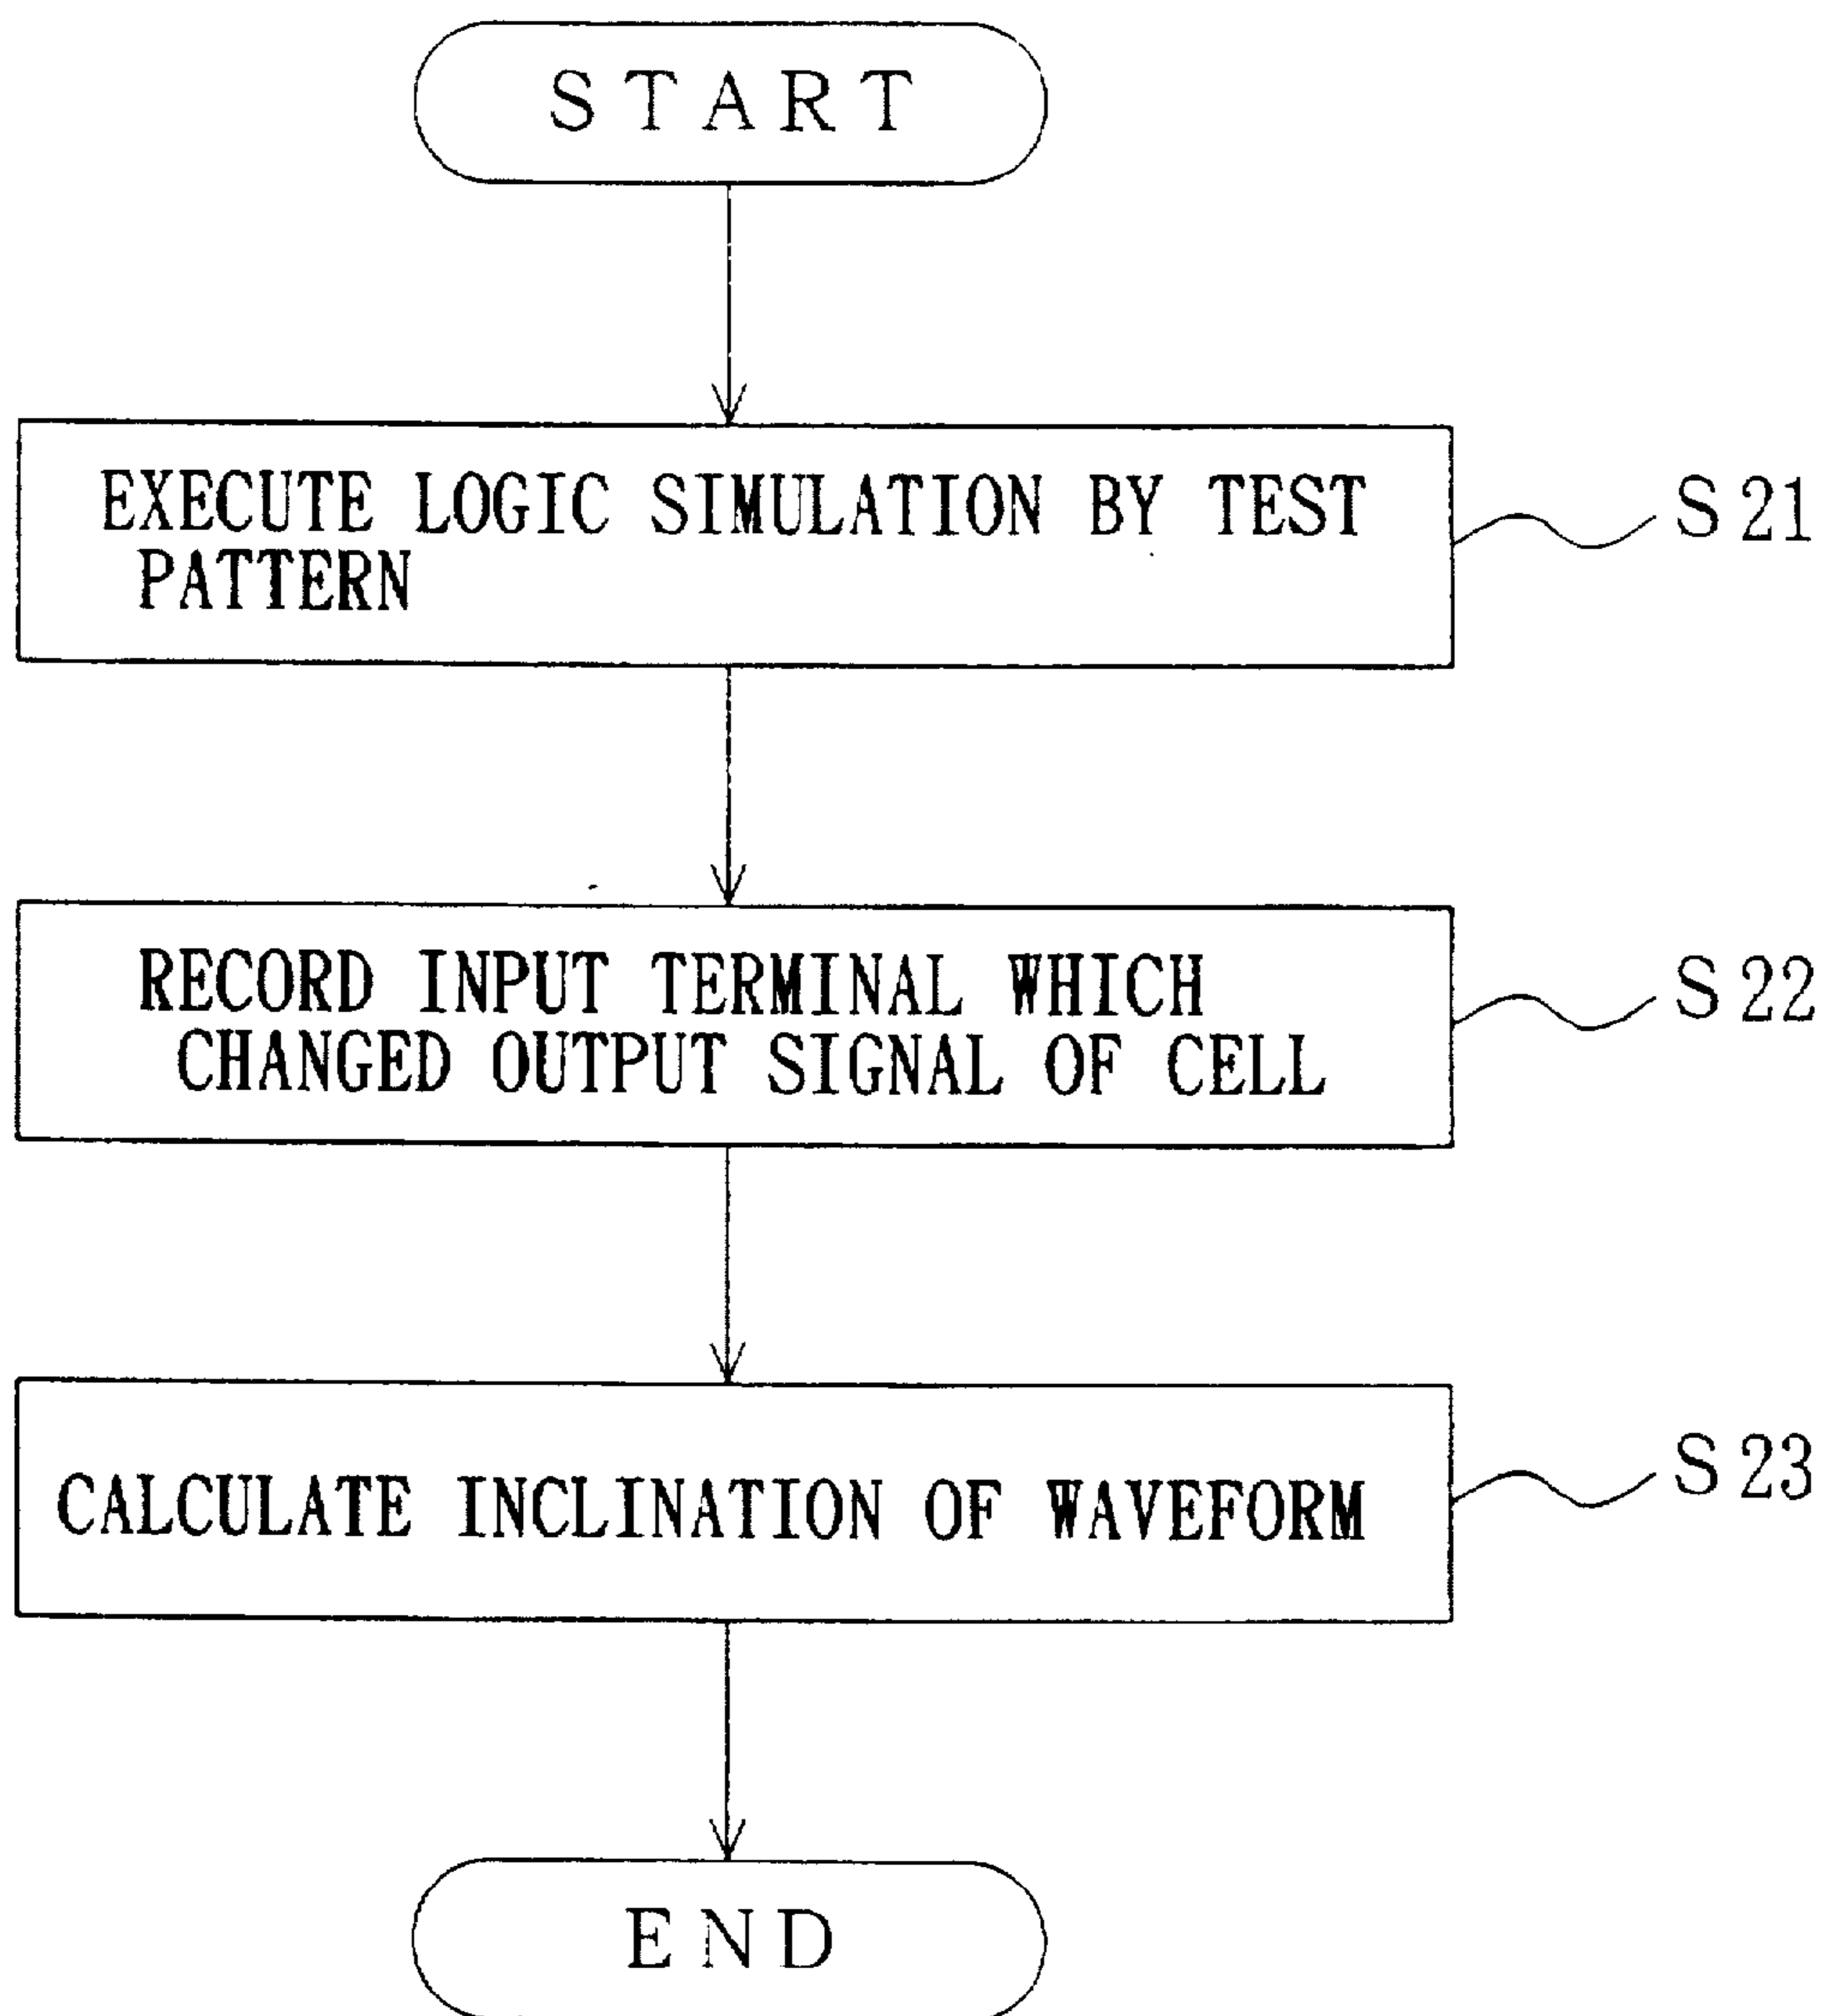 START
EXECUTE LOGIC SIMULATION BY TEST
PATTERN
S21
RECORD INPUT TERMINAL WHICH
CHANGED OUTPUT SIGNAL OF CELL
S22
CALCULATE INCLINATION OF WAVEFORM
S23
END